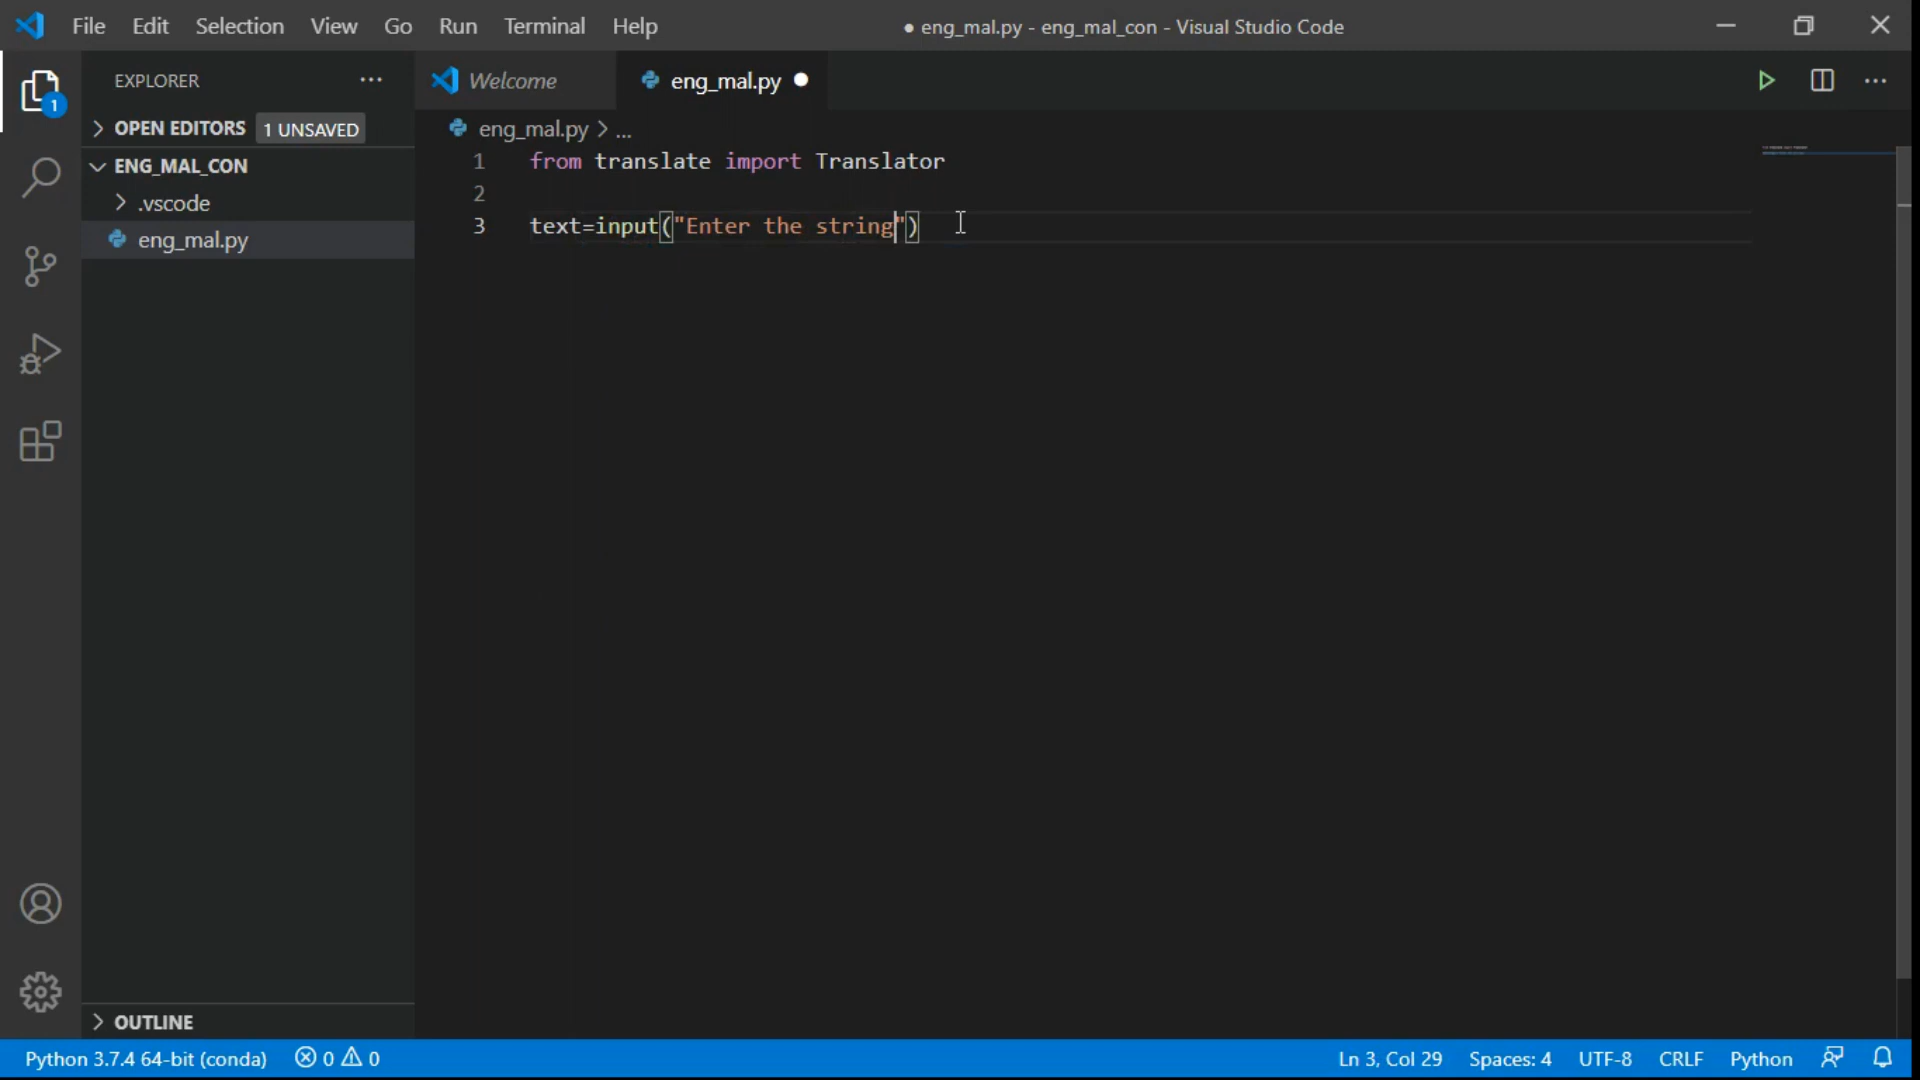 File Edit Selection View Go Run Terminal Help
● eng_mal.py - eng_mal_con - Visual Studio Code
EXPLORER ...
Welcome
eng_mal.py ●
1
OPEN EDITORS 1 UNSAVED
eng_mal.py > ...
ENG_MAL_CON
.vscode
eng_mal.py
1 from translate import Translator
2
3 text=input("Enter the string")
OUTLINE
Python 3.7.4 64-bit (conda) 0 0
Ln 3, Col 29 Spaces: 4 UTF-8 CRLF Python